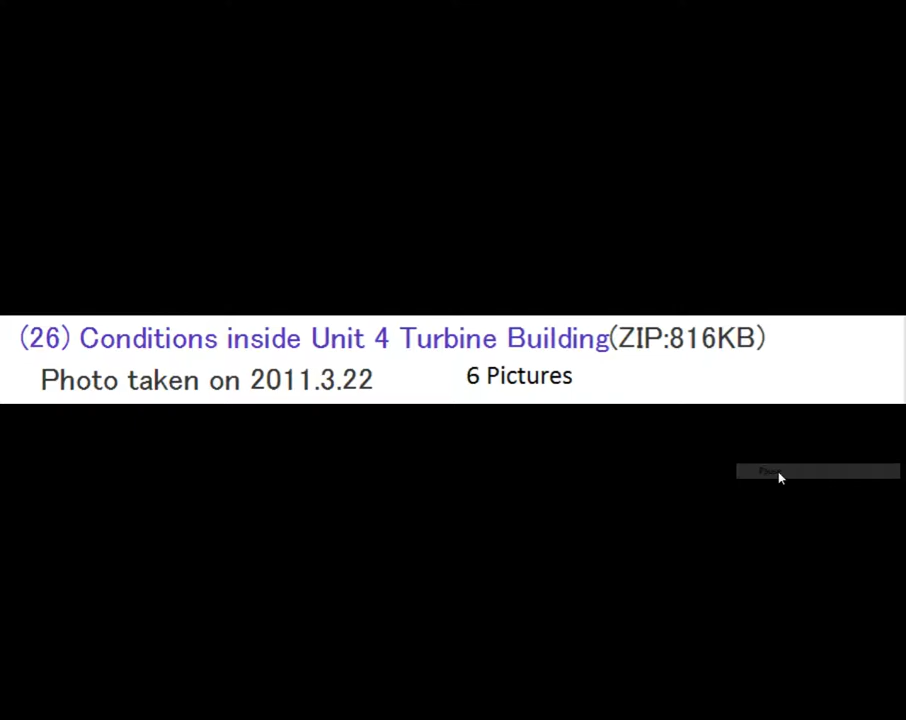 (26) Conditions inside Unit 4 Turbine Building(ZIP:816KB)
Photo taken on 2011.3.22 6 Pictures